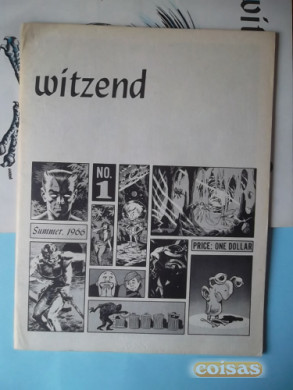 witzend
NO.
1
Summer, 1966
PRICE: ONE DOLLAR
coisas